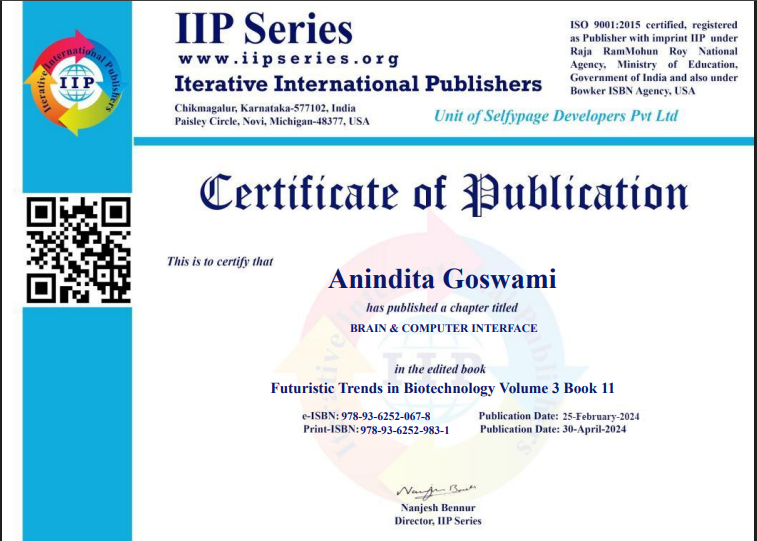 IIP Series
www.iipseries.org
Iterative International Publishers
Chikmagalur, Karnataka-577102, India
Paisley Circle, Novi, Michigan-48377, USA
ISO 9001:2015 certified, registered
as Publisher with imprint IIP under
Raja RamMohun Roy National
Agency, Ministry of Education,
Government of India and also under
Bowker ISBN Agency, USA
Unit of Selfypage Developers Pvt Ltd
Iterative International Publishers
IIP
Certificate of Publication
This is to certify that
Anindita Goswami
has published a chapter titled
BRAIN & COMPUTER INTERFACE
in the edited book
Futuristic Trends in Biotechnology Volume 3 Book 11
e-ISBN: 978-93-6252-067-8 Publication Date: 25-February-2024
Print-ISBN: 978-93-6252-983-1 Publication Date: 30-April-2024
Nanjesh Bennur
Director, IIP Series